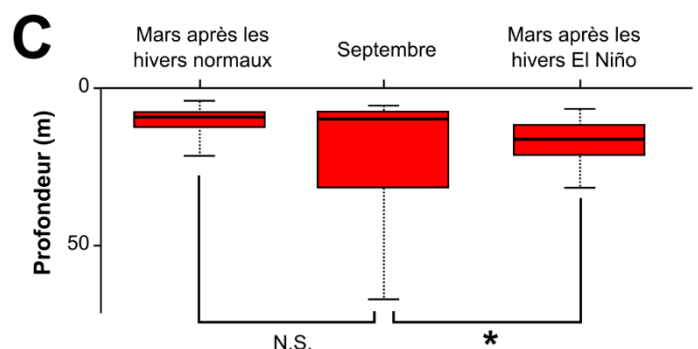 C
Mars après les
hivers normaux
Septembre
Mars après les
hivers El Niño
0
50
Profondeur (m)
N.S.
*